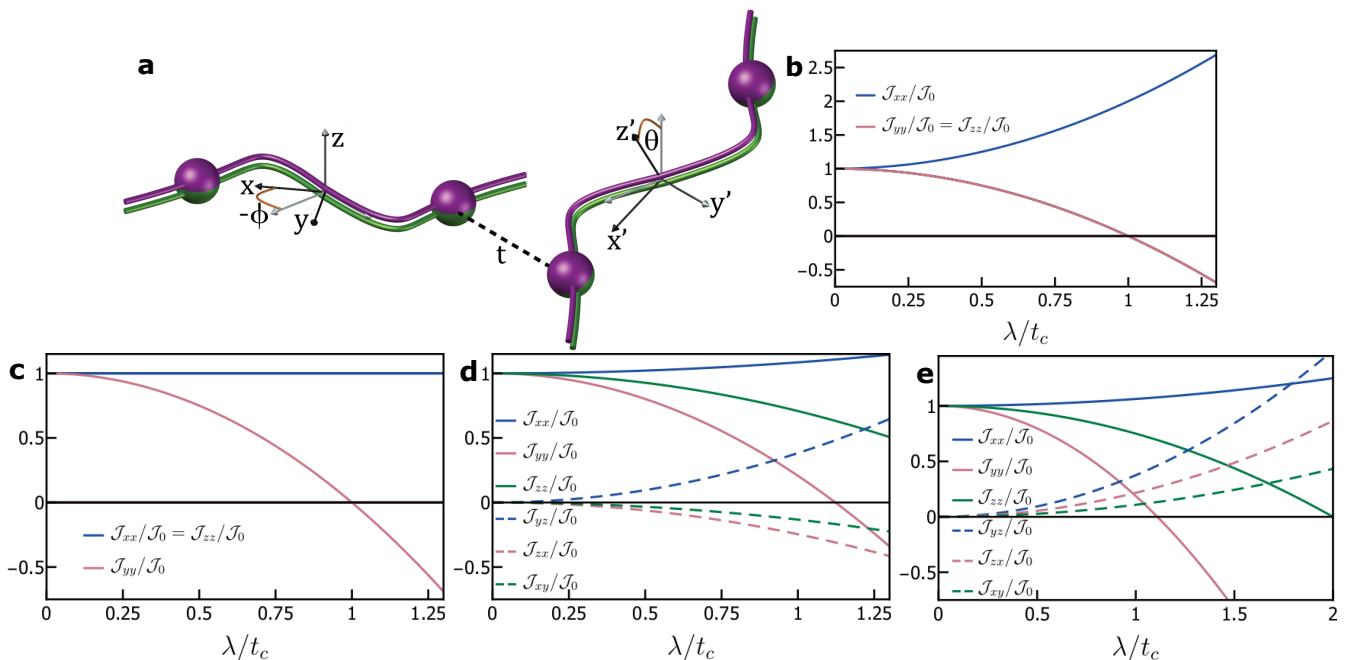 a
z
x
-ϕ
y
t
z'
θ
y'
x'
b
2.5
2.0
1.5
1
0.5
0
−0.5
𝒥xx/𝒥0
𝒥yy/𝒥0 = 𝒥zz/𝒥0
0 0.25 0.5 0.75 1 1.25
λ/tc
c
1
0.5
0
−0.5
𝒥xx/𝒥0 = 𝒥zz/𝒥0
𝒥yy/𝒥0
0 0.25 0.5 0.75 1 1.25
λ/tc
d
1
0.5
0
−0.5
𝒥xx/𝒥0
𝒥yy/𝒥0
𝒥zz/𝒥0
𝒥yz/𝒥0
𝒥zx/𝒥0
𝒥xy/𝒥0
0 0.25 0.5 0.75 1 1.25
λ/tc
e
1
0.5
0
−0.5
𝒥xx/𝒥0
𝒥yy/𝒥0
𝒥zz/𝒥0
𝒥yz/𝒥0
𝒥zx/𝒥0
𝒥xy/𝒥0
0 0.5 1 1.5 2
λ/tc